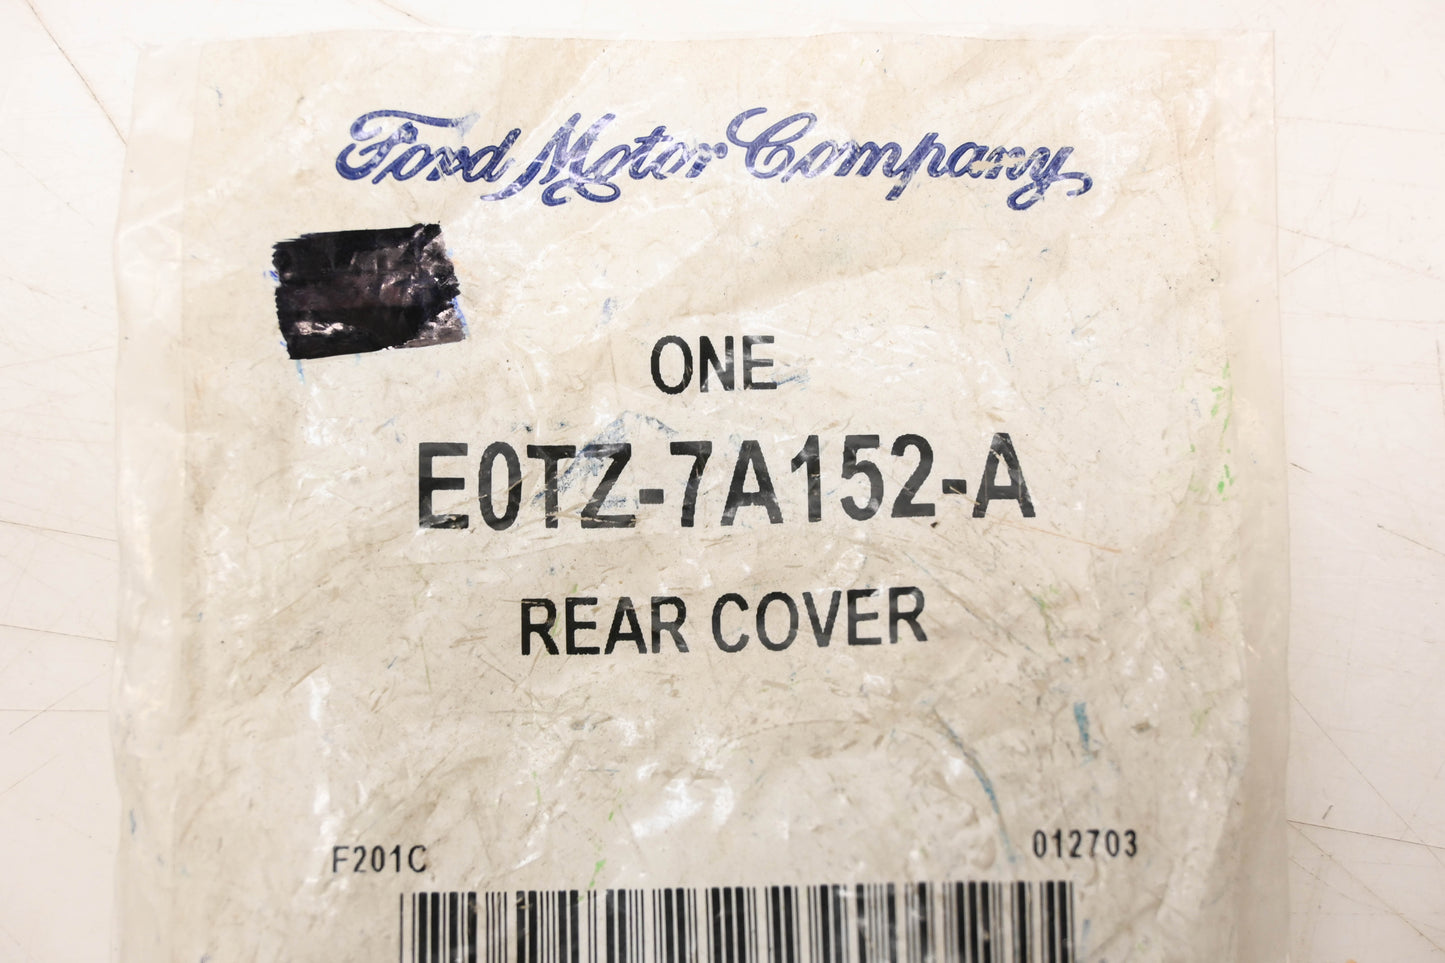 Ford Motor Company
ONE
E0TZ-7A152-A
REAR COVER
F201C
012703